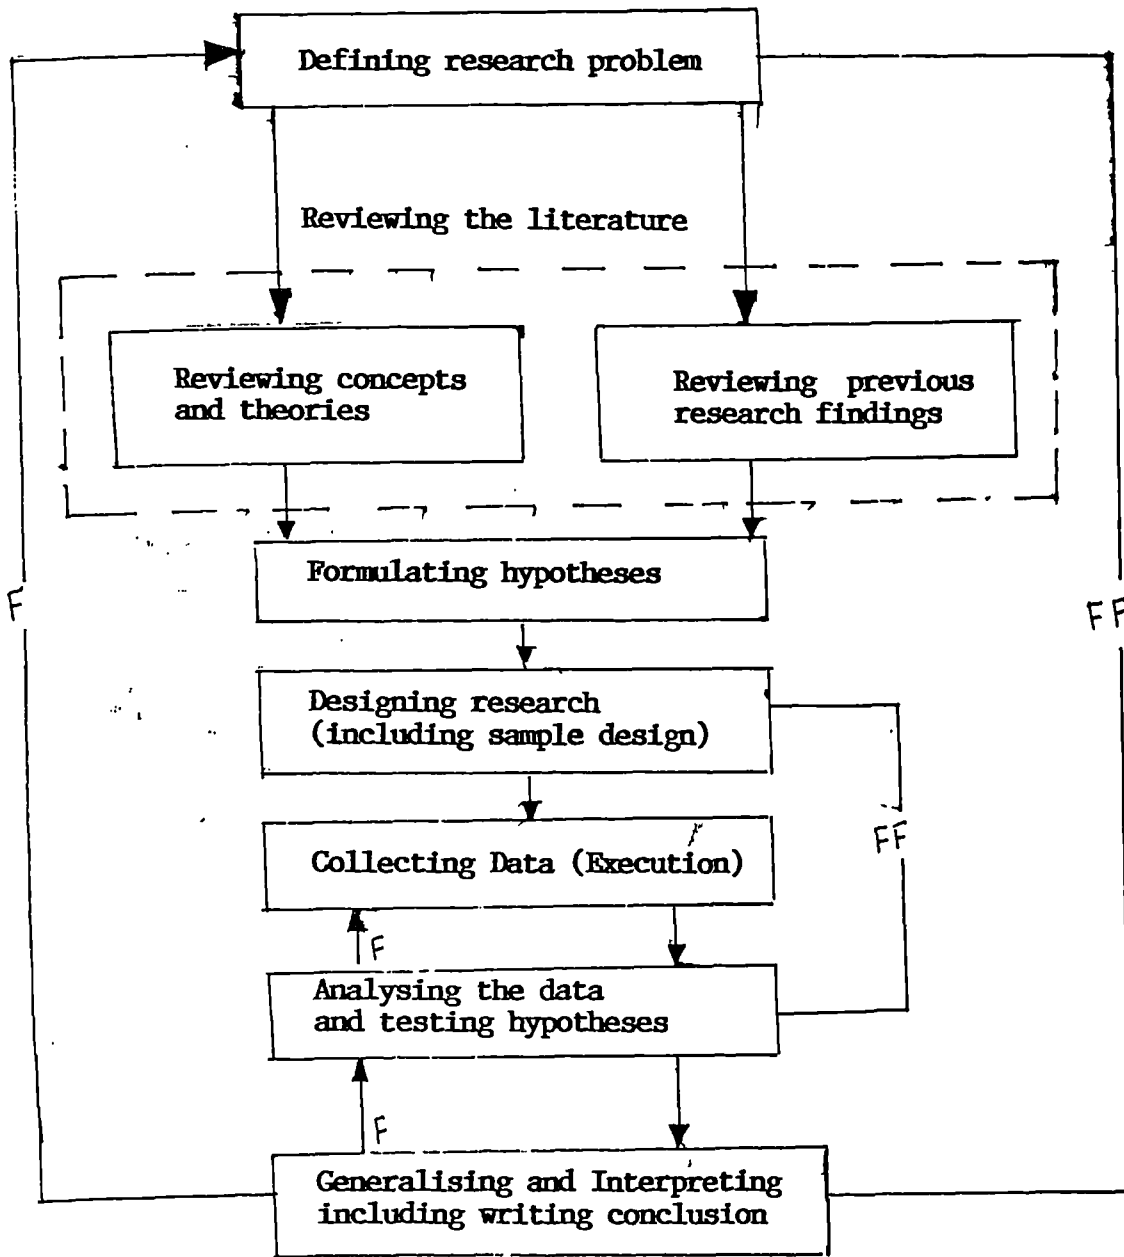 Defining research problem
Reviewing the literature
Reviewing concepts
and theories
Reviewing previous
research findings
Formulating hypotheses
F
FF
Designing research
(including sample design)
FF
Collecting Data (Execution)
F
Analysing the data
and testing hypotheses
F
Generalising and Interpreting
including writing conclusion